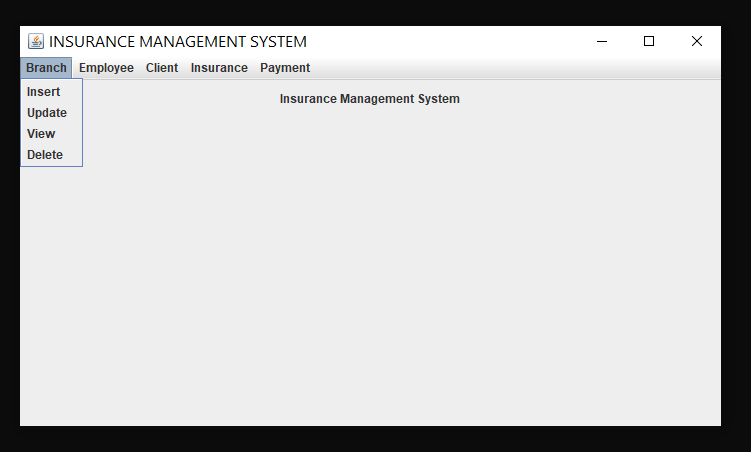 INSURANCE MANAGEMENT SYSTEM
Branch Employee Client Insurance Payment
Insert
Update
View
Delete
Insurance Management System